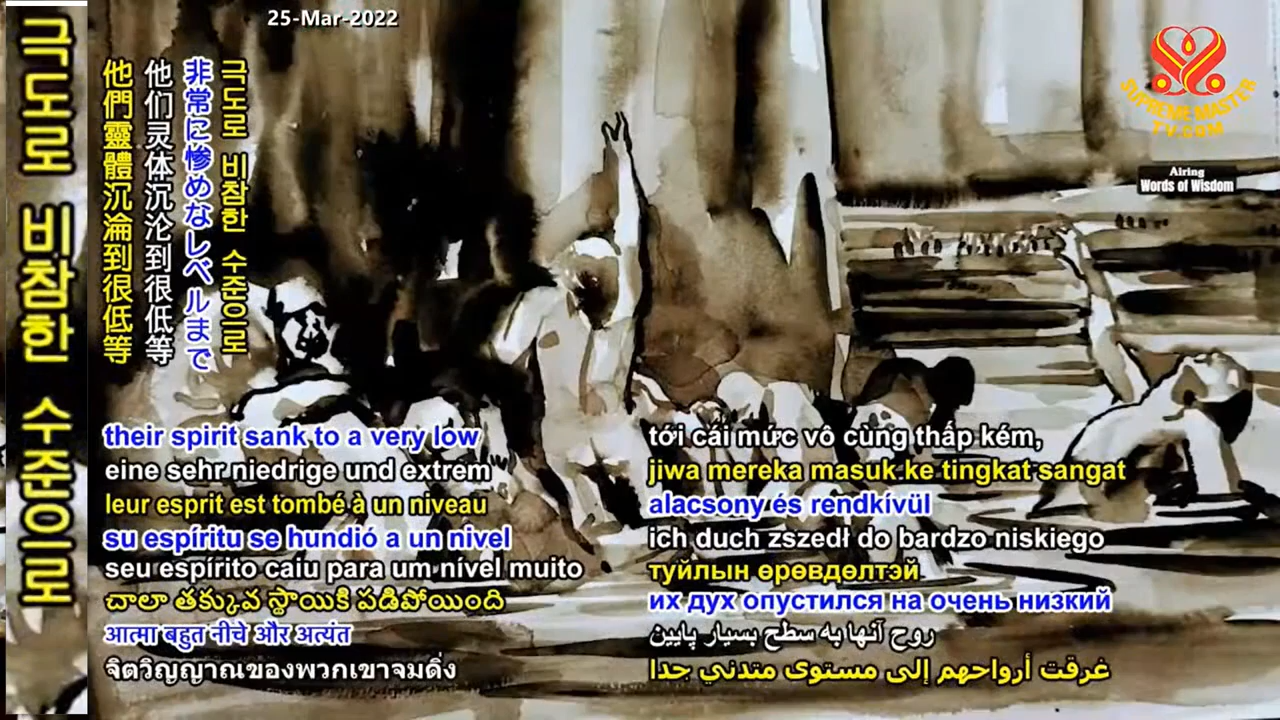 극도로 비참한 수준으로
25-Mar-2022
SUPREME MASTER
TV.COM
Airing
Words of Wisdom
극도로 비참한 수준으로
非常に惨めなレベルまで
他们灵体沉沦到很低等
他們靈體沉淪到很低等
their spirit sank to a very low
eine sehr niedrige und extrem
leur esprit est tombé à un niveau
su espíritu se hundió a un nivel
seu espírito caiu para um nível muito
చాలా తక్కువ స్థాయికి పడిపోయింది
आत्मा बहुत नीचे और अत्यंत
จิตวิญญาณของพวกเขาจมดิ่ง
tới cái mức vô cùng thấp kém,
jiwa mereka masuk ke tingkat sangat
alacsony és rendkívül
ich duch zszedł do bardzo niskiego
туйлын өрөвдөлтэй
их дух опустился на очень низкий
روح آنها به سطح بسیار پایین
غرقت أرواحهم إلى مستوى متدني جدا